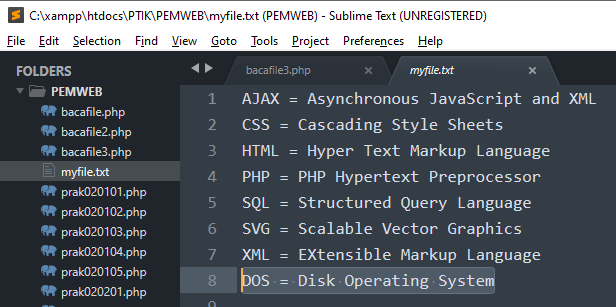 C:\xampp\htdocs\PTIK\PEMWEB\myfile.txt (PEMWEB) - Sublime Text (UNREGISTERED)
File Edit Selection Find View Goto Tools Project Preferences Help
FOLDERS
PEMWEB
bacafile.php
bacafile2.php
bacafile3.php
myfile.txt
prak020101.php
prak020102.php
prak020103.php
prak020104.php
prak020105.php
prak020201.php
bacafile3.php myfile.txt
1 AJAX = Asynchronous JavaScript and XML
2 CSS = Cascading Style Sheets
3 HTML = Hyper Text Markup Language
4 PHP = PHP Hypertext Preprocessor
5 SQL = Structured Query Language
6 SVG = Scalable Vector Graphics
7 XML = EXtensible Markup Language
8 DOS = Disk Operating System
9